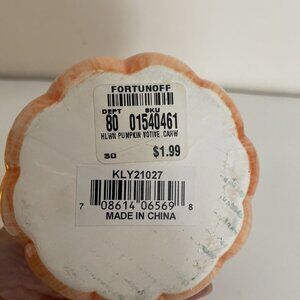 FORTUNOFF
DEPT SKU
80 01540461
HLWN PUMPKIN VOTIVE, CAHW
SO $1.99
KLY21027
7 08614 06569 8
MADE IN CHINA